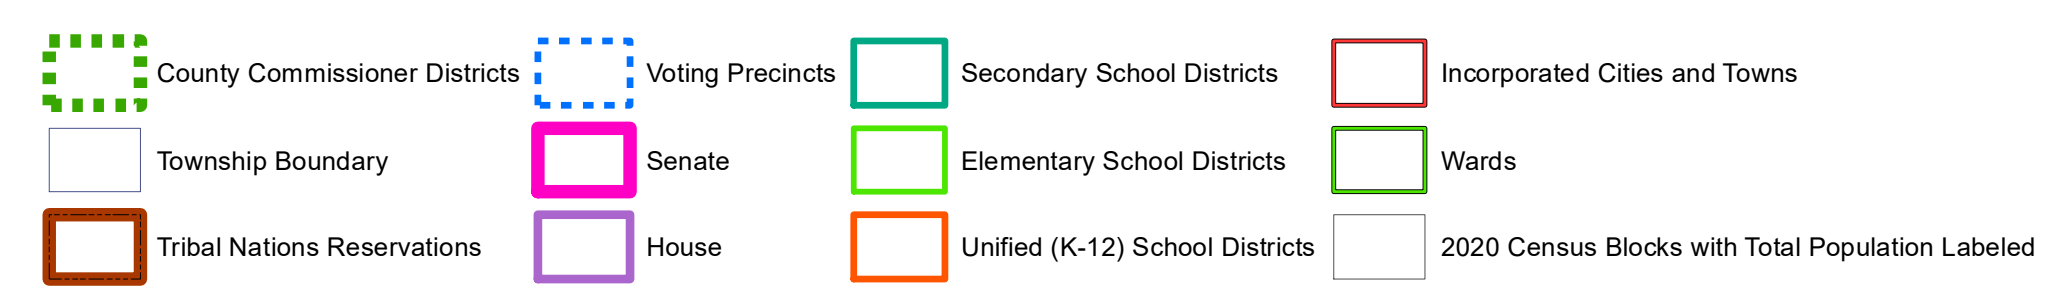 County Commissioner Districts
Voting Precincts
Secondary School Districts
Incorporated Cities and Towns
Township Boundary
Senate
Elementary School Districts
Wards
Tribal Nations Reservations
House
Unified (K-12) School Districts
2020 Census Blocks with Total Population Labeled